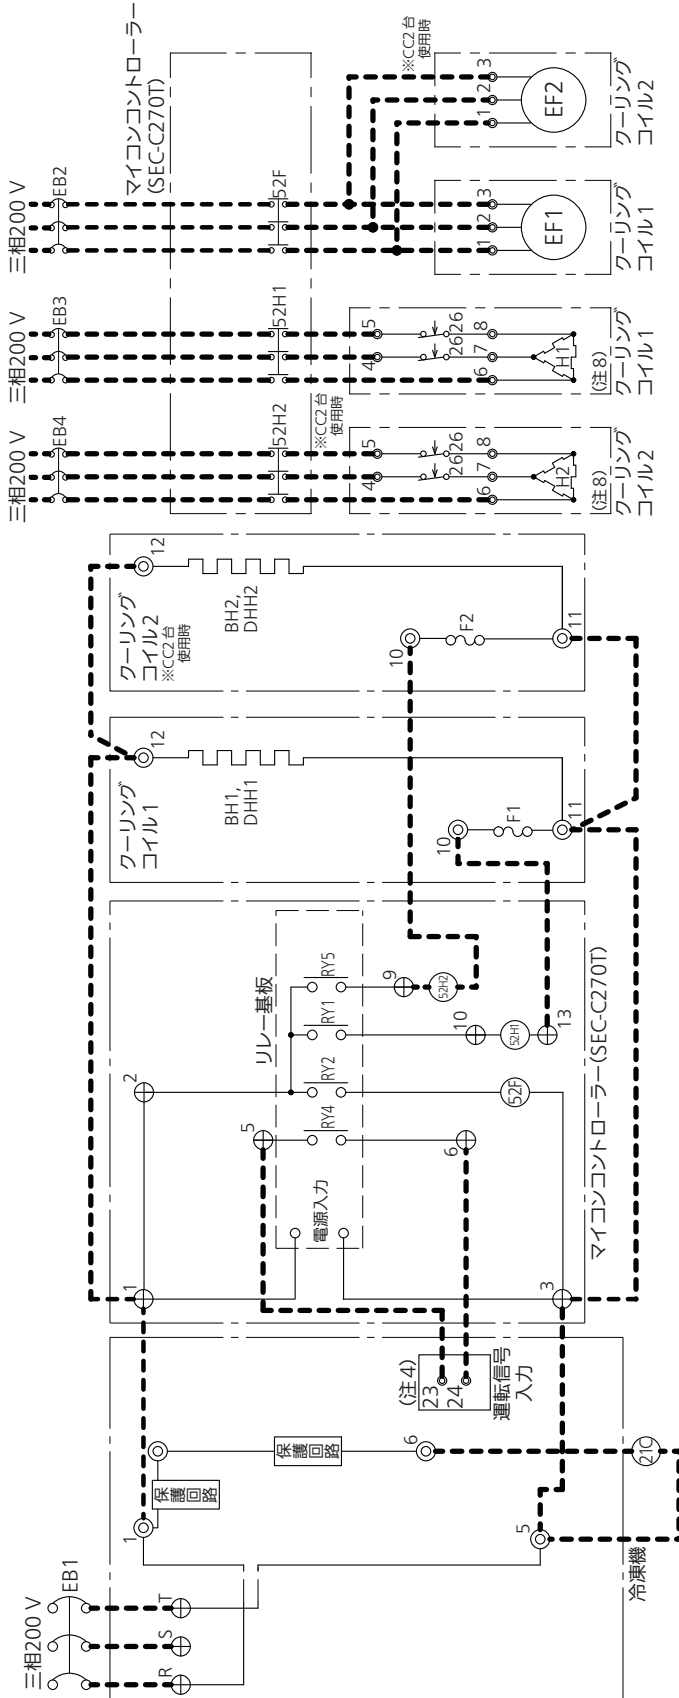 三相200 V
EB1
R
S
T
1
保護回路
保護回路
6
5
21C
冷凍機
(注4)
23
24
運転信号
入力
1
2
3
5
6
電源入力
リレー基板
RY4
RY2
RY1
RY5
9
10
13
52H2
52H1
52F
マイコンコントローラー(SEC-C270T)
クーリング
コイル1
12
BH1,
DHH1
10
F1
11
クーリング
コイル2
※CC2 台
使用時
12
BH2,
DHH2
10
F2
11
三相200 V
EB4
52H2
※CC2 台
使用時
4
5
26
26
6
7
8
H2
(注8)
クーリング
コイル2
三相200 V
EB3
52H1
4
5
26
26
6
7
8
H1
(注8)
クーリング
コイル1
三相200 V
EB2
マイコンコントローラー
(SEC-C270T)
52F
1
2
3
EF1
クーリング
コイル1
※CC2 台
使用時
1
2
3
EF2
クーリング
コイル2